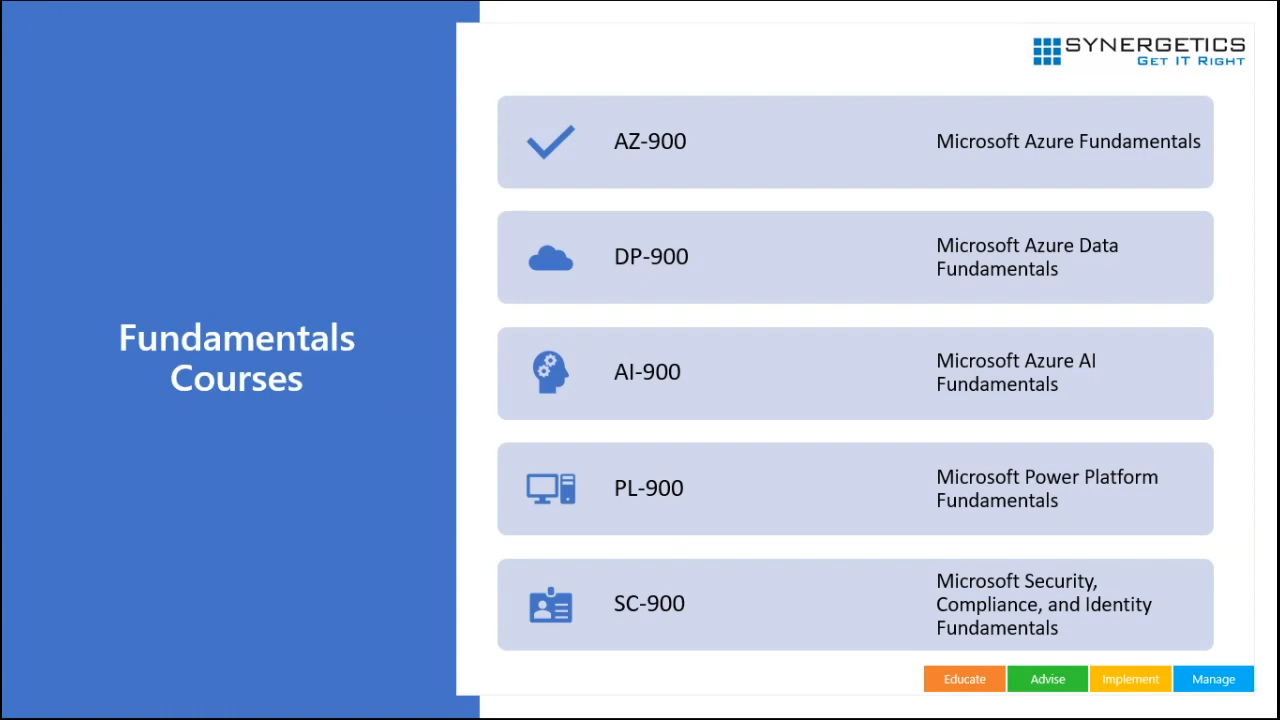 SYNERGETICS
GET IT RIGHT
Fundamentals
Courses
AZ-900
Microsoft Azure Fundamentals
DP-900
Microsoft Azure Data
Fundamentals
AI-900
Microsoft Azure AI
Fundamentals
PL-900
Microsoft Power Platform
Fundamentals
SC-900
Microsoft Security,
Compliance, and Identity
Fundamentals
Educate
Advise
Implement
Manage